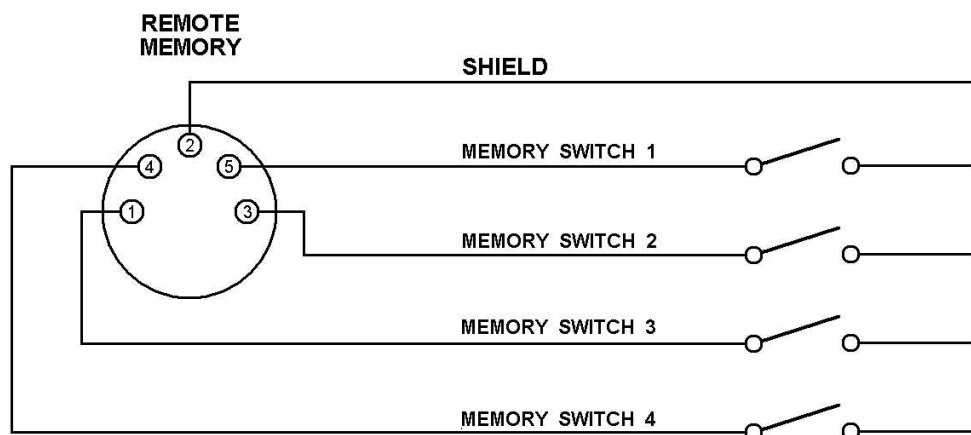 REMOTE
MEMORY
SHIELD
2
MEMORY SWITCH 1
4
5
1
3
MEMORY SWITCH 2
MEMORY SWITCH 3
MEMORY SWITCH 4